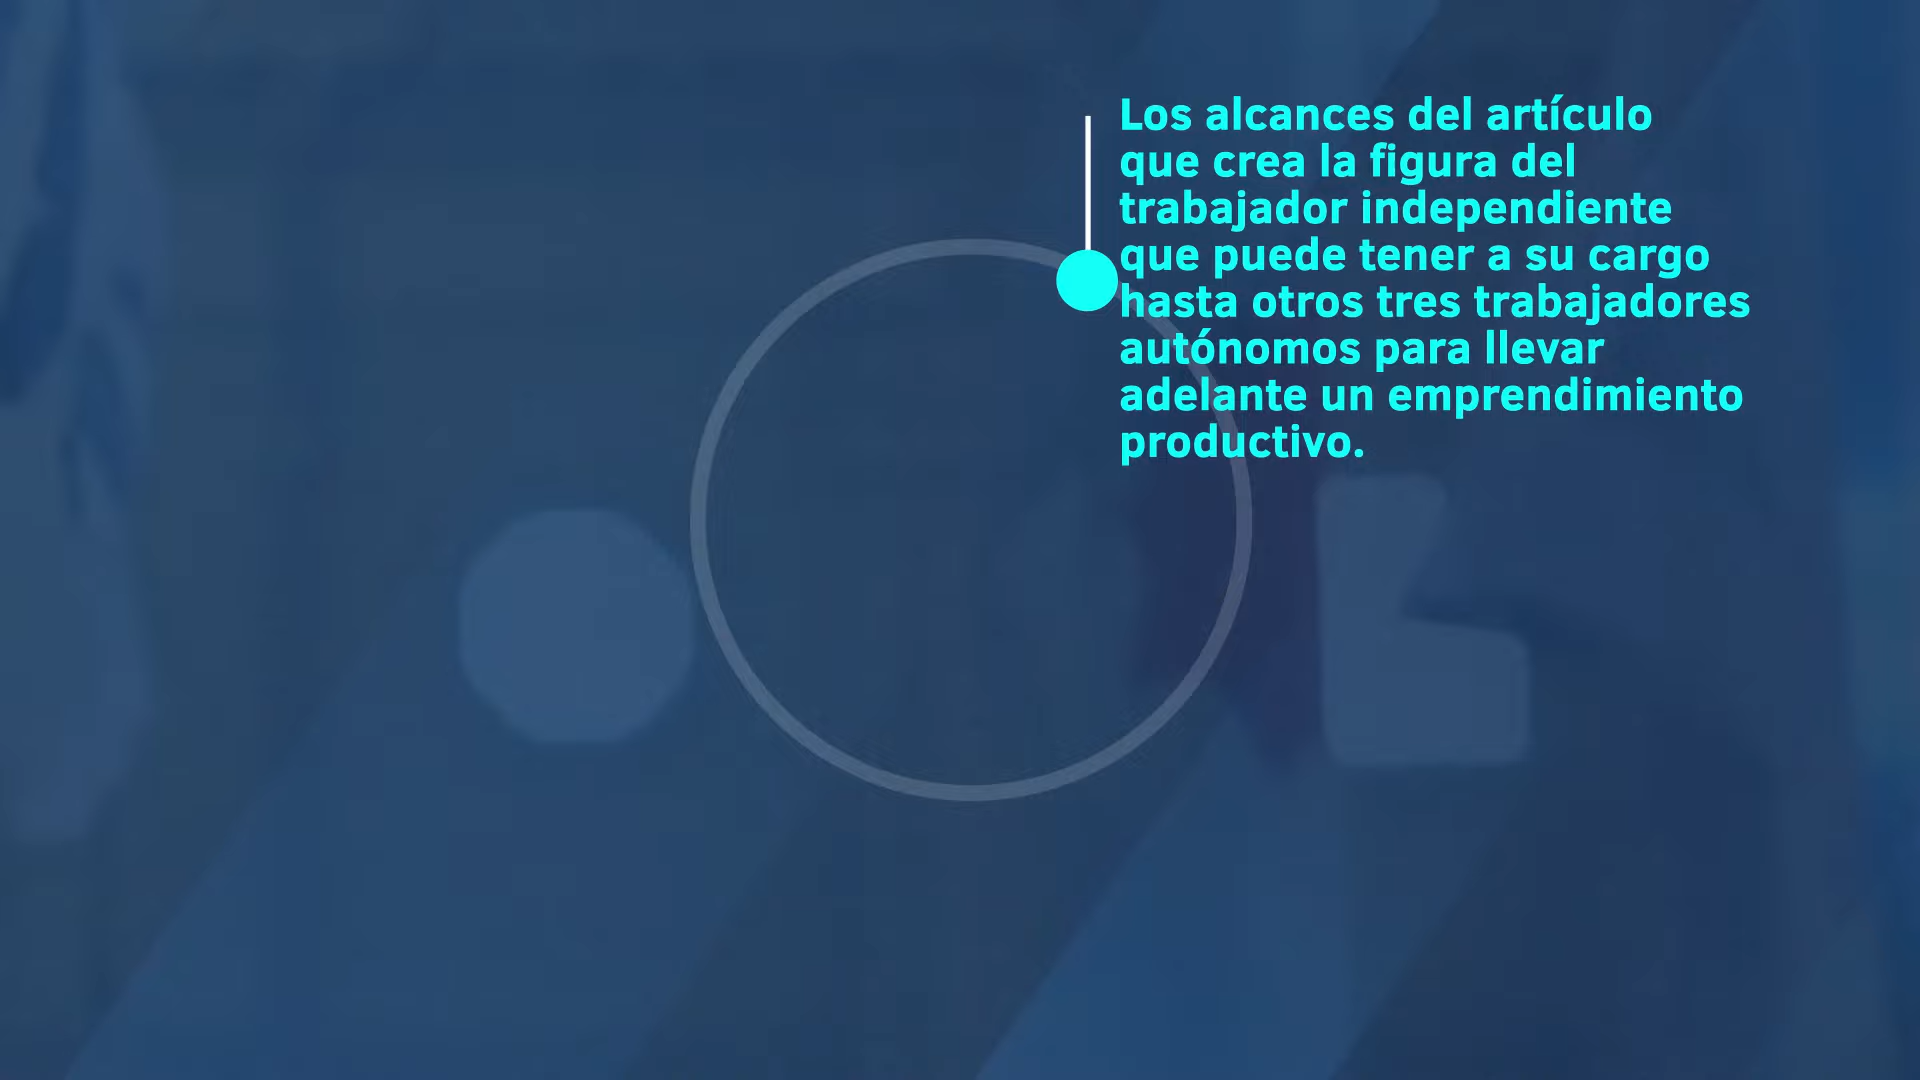 Los alcances del artículo
que crea la figura del
trabajador independiente
que puede tener a su cargo
hasta otros tres trabajadores
autónomos para llevar
adelante un emprendimiento
productivo.